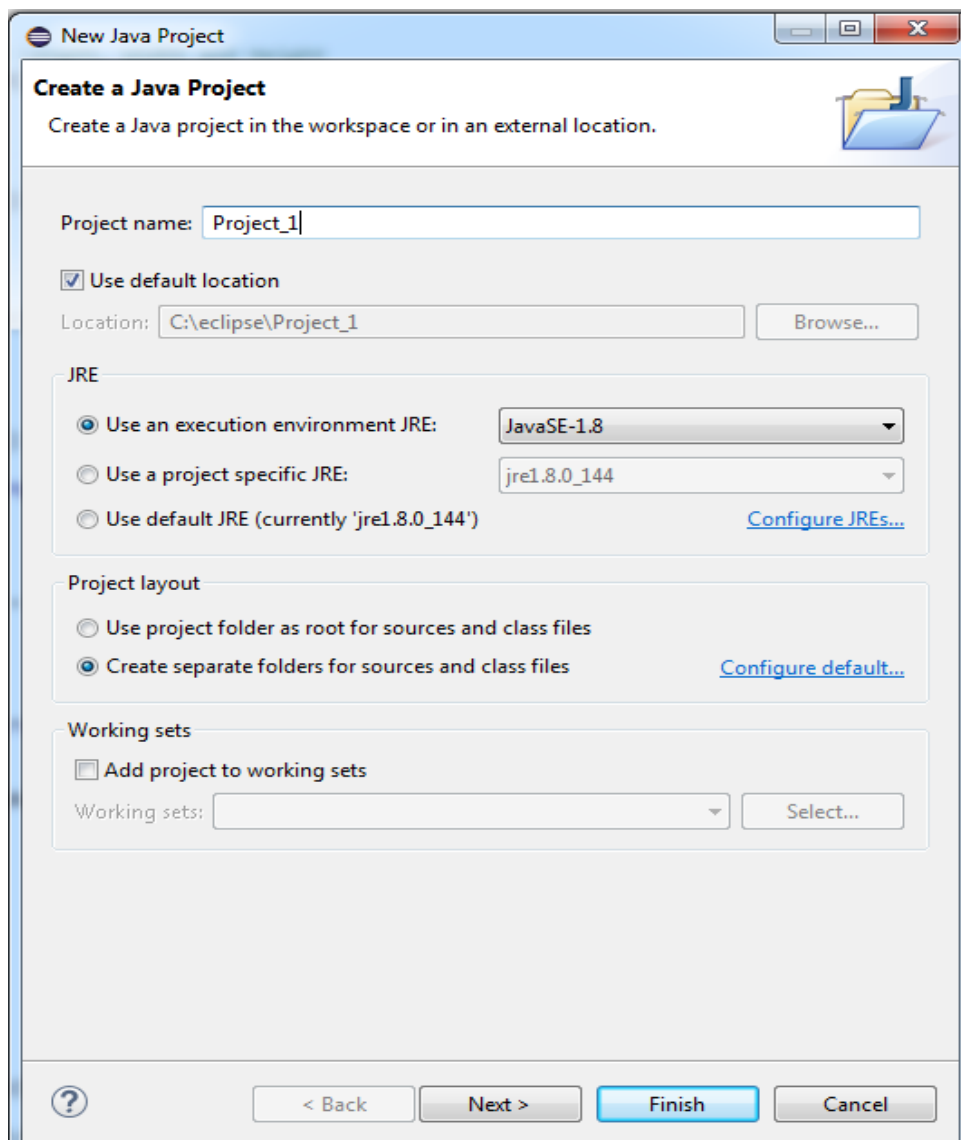 New Java Project
Create a Java Project
Create a Java project in the workspace or in an external location.
Project name: Project_1
Use default location
Location: C:\eclipse\Project_1 Browse...
JRE
Use an execution environment JRE: JavaSE-1.8
Use a project specific JRE: jre1.8.0_144
Use default JRE (currently 'jre1.8.0_144') Configure JREs...
Project layout
Use project folder as root for sources and class files
Create separate folders for sources and class files Configure default...
Working sets
Add project to working sets
Working sets: Select...
? < Back Next > Finish Cancel